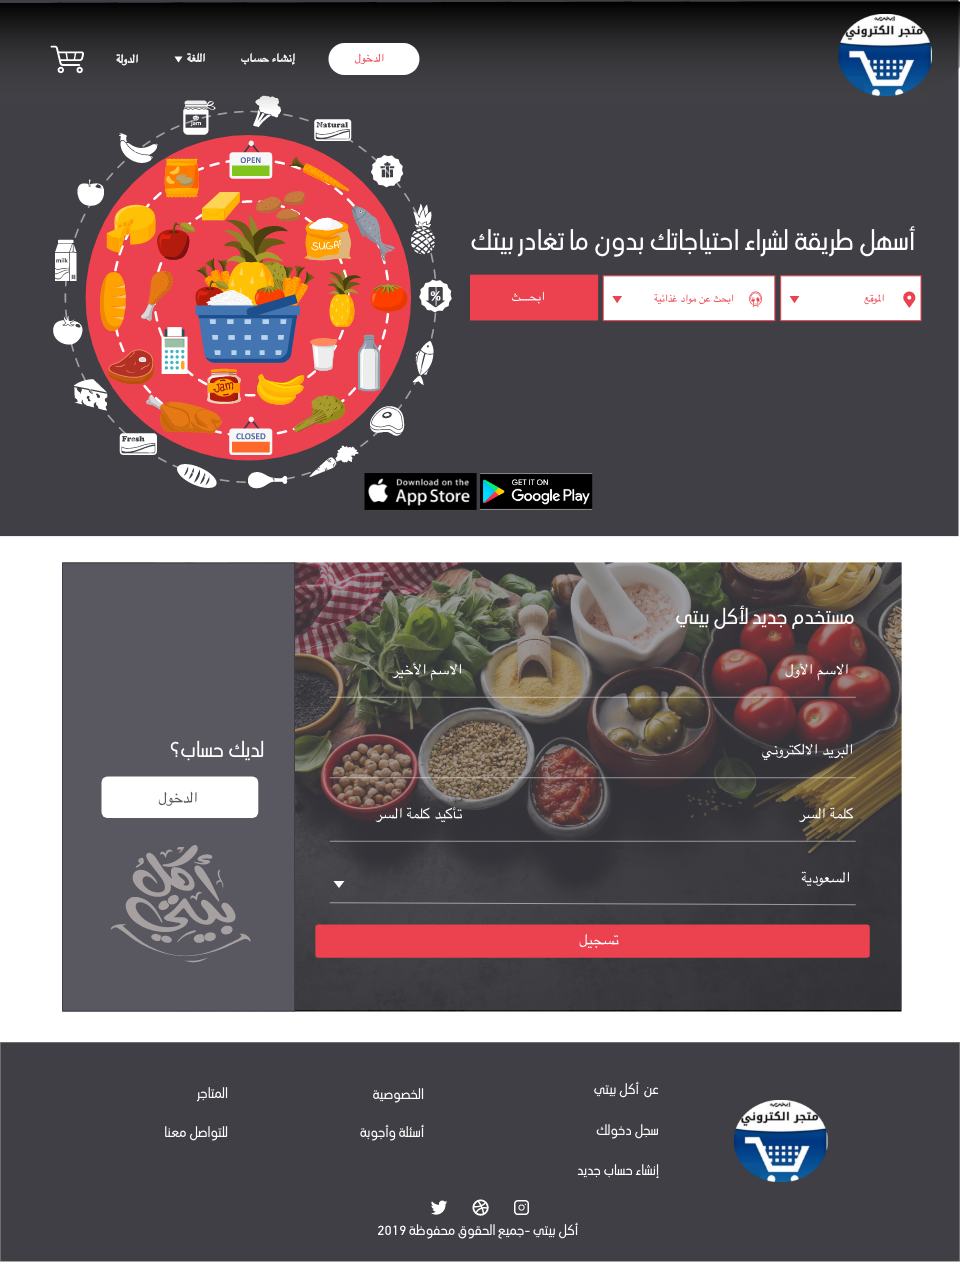 متجر الكتروني
الدخول
إنشاء حساب
اللغة
الدولة
jam
Natural
OPEN
milk
SUGAR
%
Jam
Fresh
CLOSED
أسهل طريقة لشراء احتياجاتك بدون ما تغادر بيتك
الموقع
ابحث عن مواد غذائية
ابحـــث
Download on the
App Store
GET IT ON
Google Play
مستخدم جديد لأكل بيتي
الاسم الأول
الاسم الأخير
البريد الالكتروني
كلمة السر
تأكيد كلمة السر
السعودية
تسجيل
لديك حساب؟
الدخول
أكل
بيتي
متجر الكتروني
عن أكل بيتي
سجل دخولك
إنشاء حساب جديد
الخصوصية
أسئلة وأجوبة
المتاجر
للتواصل معنا
أكل بيتي -جميع الحقوق محفوظة 2019